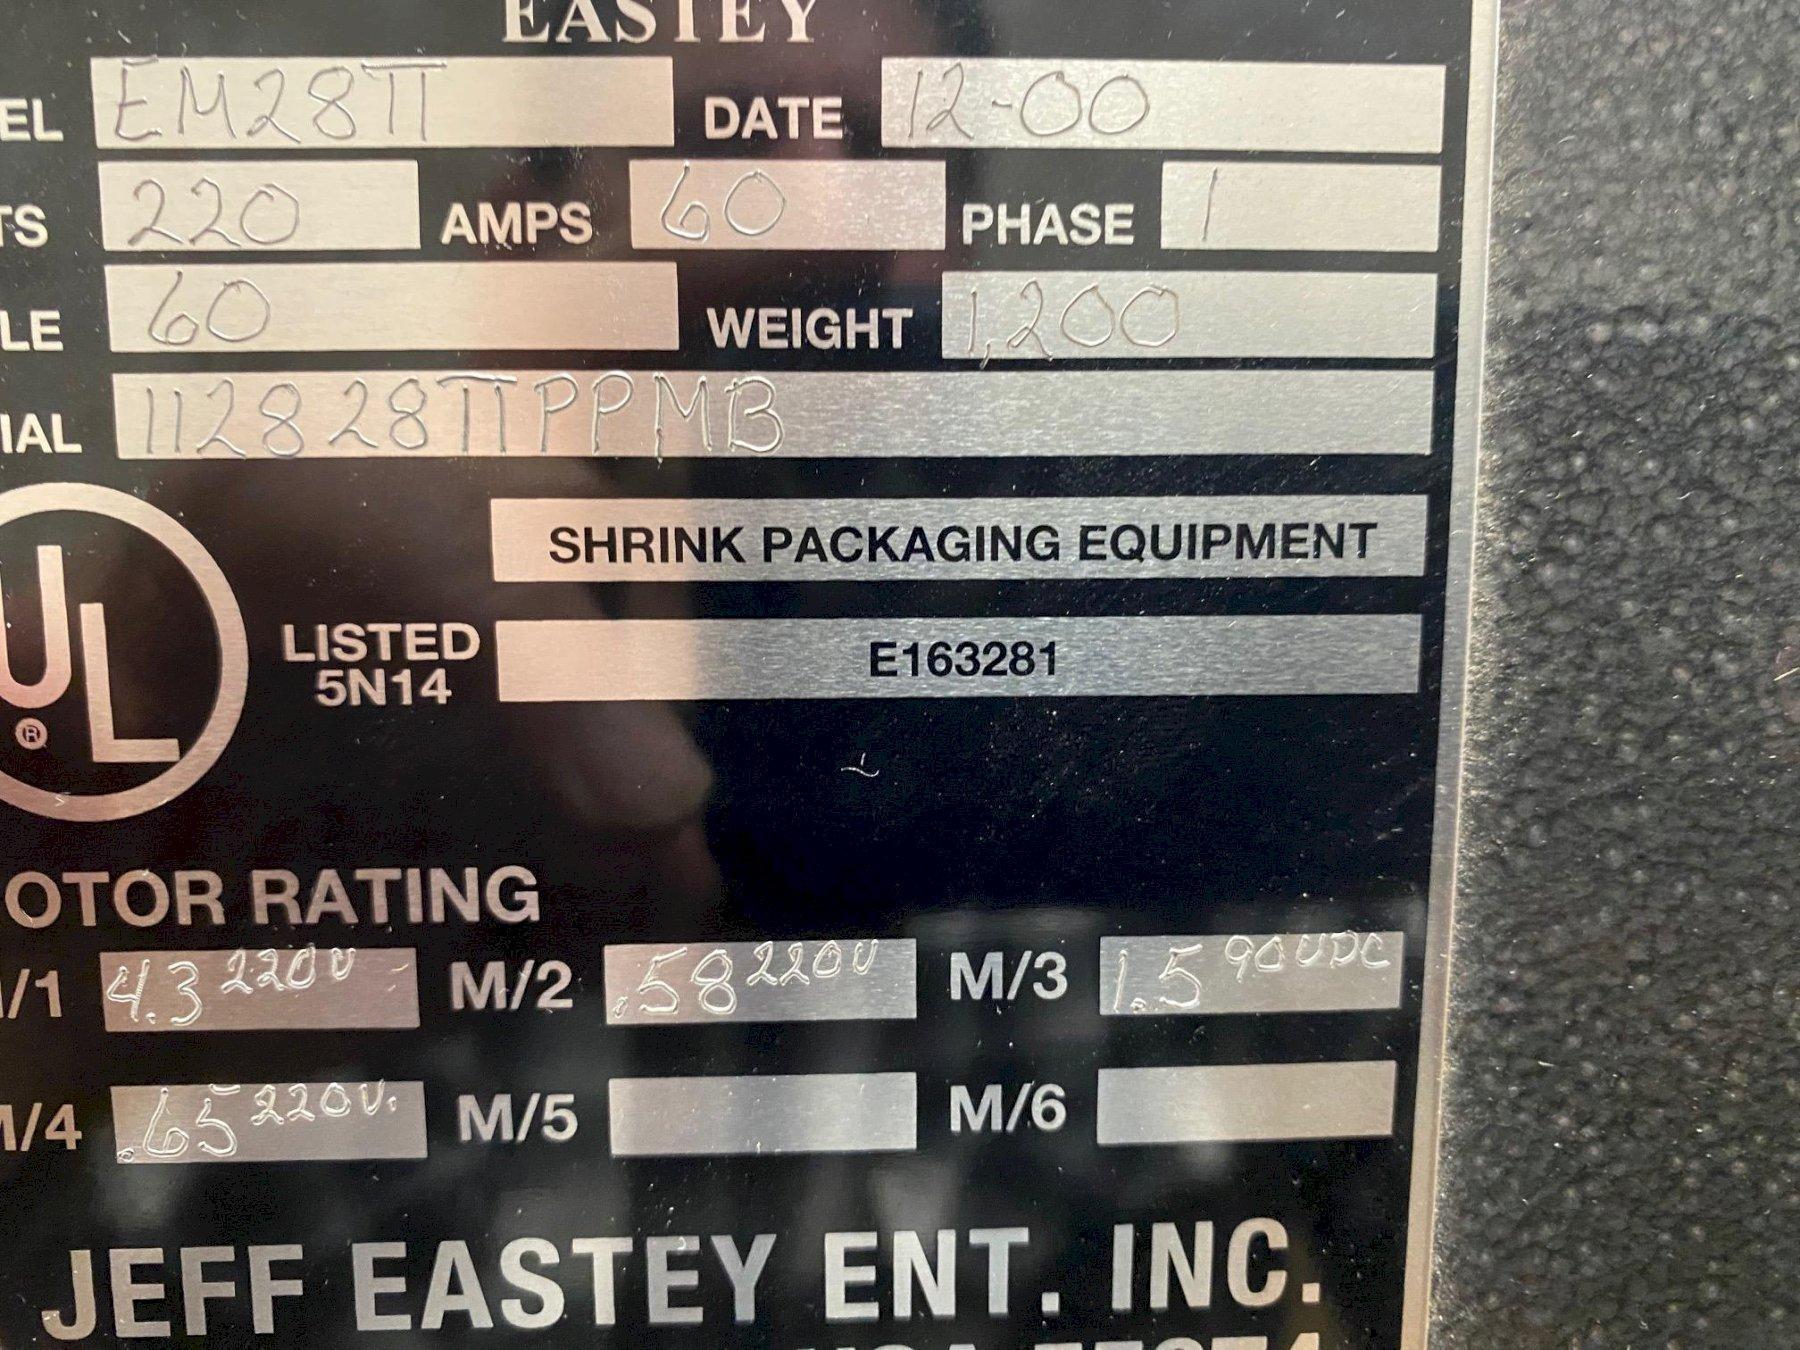 EASTEY
EL EM28TT DATE 12-00
TS 220 AMPS 60 PHASE 1
LE 60 WEIGHT 1,200
IAL 112828TTPPMB
SHRINK PACKAGING EQUIPMENT
UL ® LISTED 5N14 E163281
OTOR RATING
/1 4.3 220V M/2 .58 220V M/3 1.5 90VDC
/4 .65 220V. M/5 M/6
JEFF EASTEY ENT. INC.